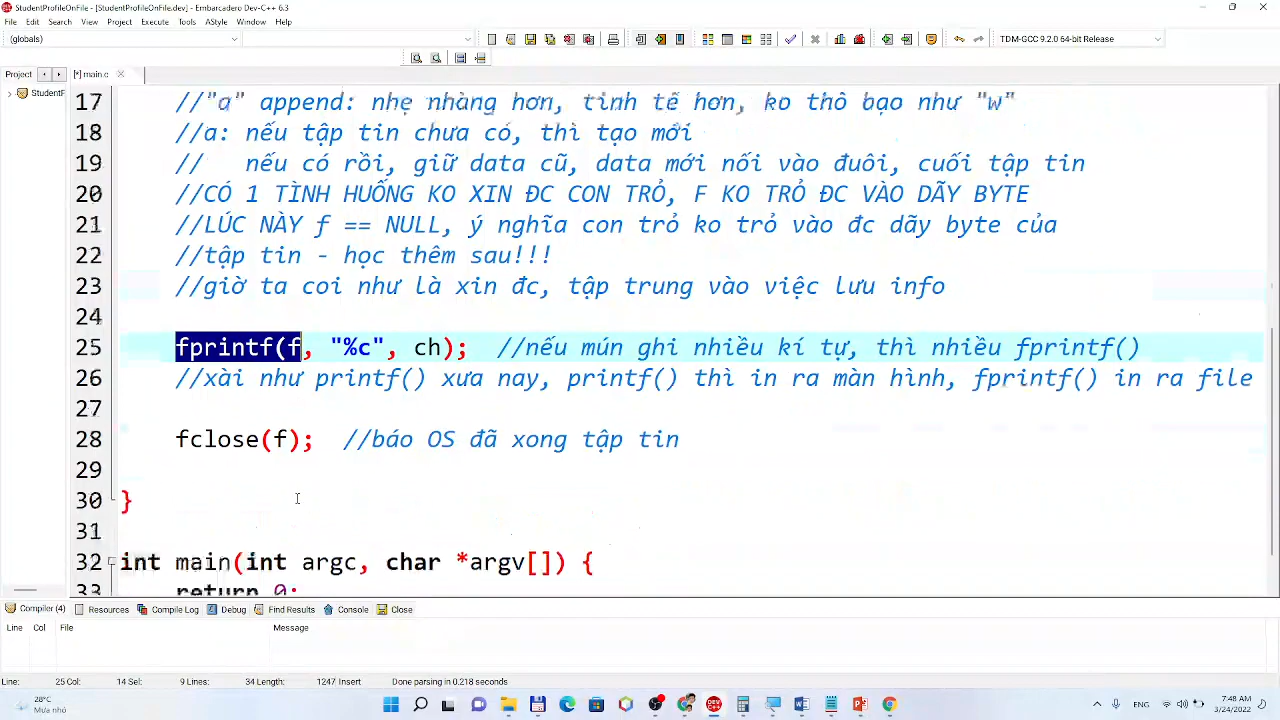 StudentProfileOnFile - [StudentProfileOnFile.dev] - Embarcadero Dev-C++ 6.3
File Edit Search View Project Execute Tools AStyle Window Help
(globals)
TDM-GCC 9.2.0 64-bit Release
Project
[*] main.c
StudentF
17 //"a" append: nhẹ nhàng hơn, tinh tế hơn, ko thô bạo như "w"
18 //a: nếu tập tin chưa có, thì tạo mới
19 // nếu có rồi, giữ data cũ, data mới nối vào đuôi, cuối tập tin
20 //CÓ 1 TÌNH HUỐNG KO XIN ĐC CON TRỎ, F KO TRỎ ĐC VÀO DÃY BYTE
21 //LÚC NÀY f == NULL, ý nghĩa con trỏ ko trỏ vào đc dãy byte của
22 //tập tin - học thêm sau!!!
23 //giờ ta coi như là xin đc, tập trung vào việc lưu info
24
25 fprintf(f, "%c", ch); //nếu mún ghi nhiều kí tự, thì nhiều fprintf()
26 //xài như printf() xưa nay, printf() thì in ra màn hình, fprintf() in ra file
27
28 fclose(f); //báo OS đã xong tập tin
29
30 }
31
32 int main(int argc, char *argv[]) {
33 return 0;
Compiler (4) Resources Compile Log Debug Find Results Console Close
Line Col File Message
Line: 25 Col: 14 Sel: 9 Lines: 34 Length: 1247 Insert Done parsing in 0.218 seconds
28°C
Mưa nhỏ
7:48 AM
3/24/2022